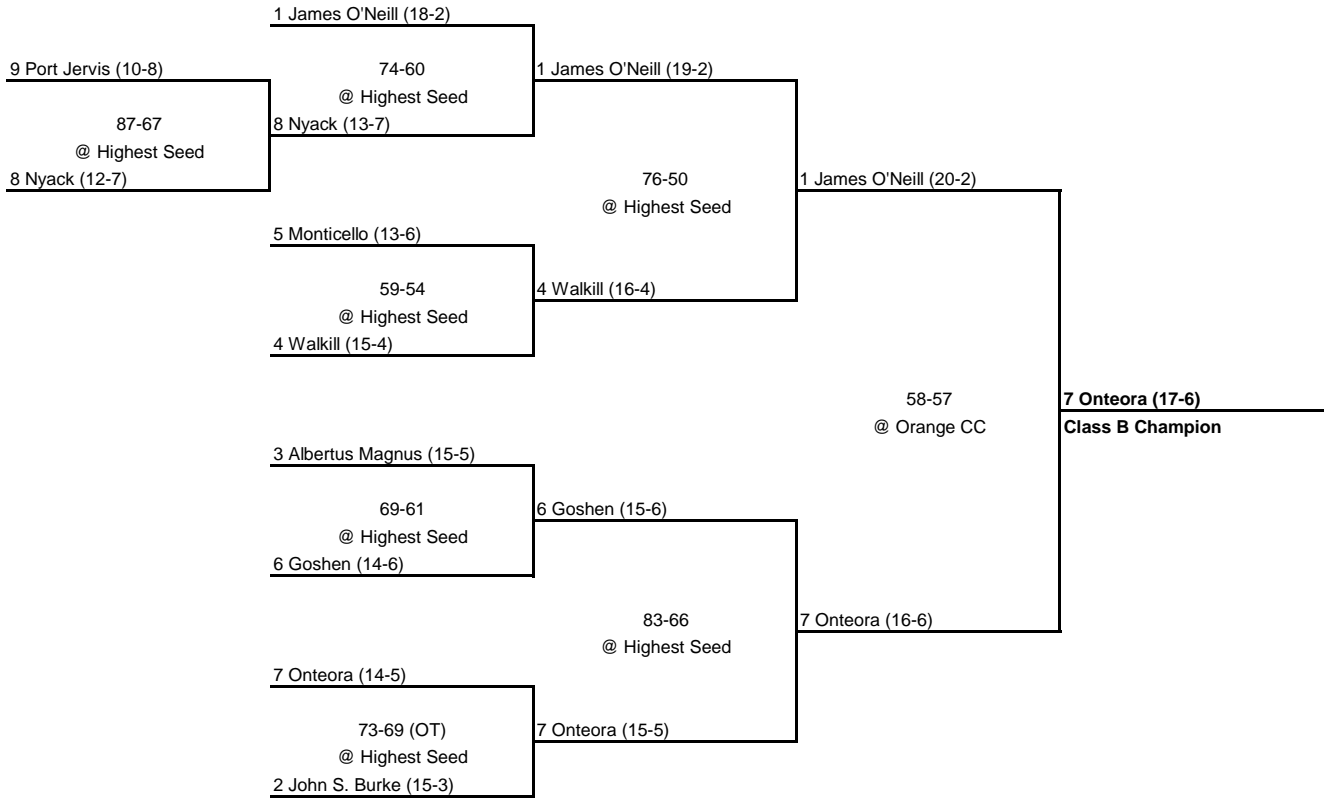 1 James O'Neill (18-2)
9 Port Jervis (10-8)
74-60
1 James O'Neill (19-2)
@ Highest Seed
87-67
8 Nyack (13-7)
@ Highest Seed
8 Nyack (12-7)
76-50
1 James O'Neill (20-2)
@ Highest Seed
5 Monticello (13-6)
59-54
4 Walkill (16-4)
@ Highest Seed
4 Walkill (15-4)
58-57
7 Onteora (17-6)
@ Orange CC
Class B Champion
3 Albertus Magnus (15-5)
69-61
6 Goshen (15-6)
@ Highest Seed
6 Goshen (14-6)
83-66
7 Onteora (16-6)
@ Highest Seed
7 Onteora (14-5)
73-69 (OT)
7 Onteora (15-5)
@ Highest Seed
2 John S. Burke (15-3)